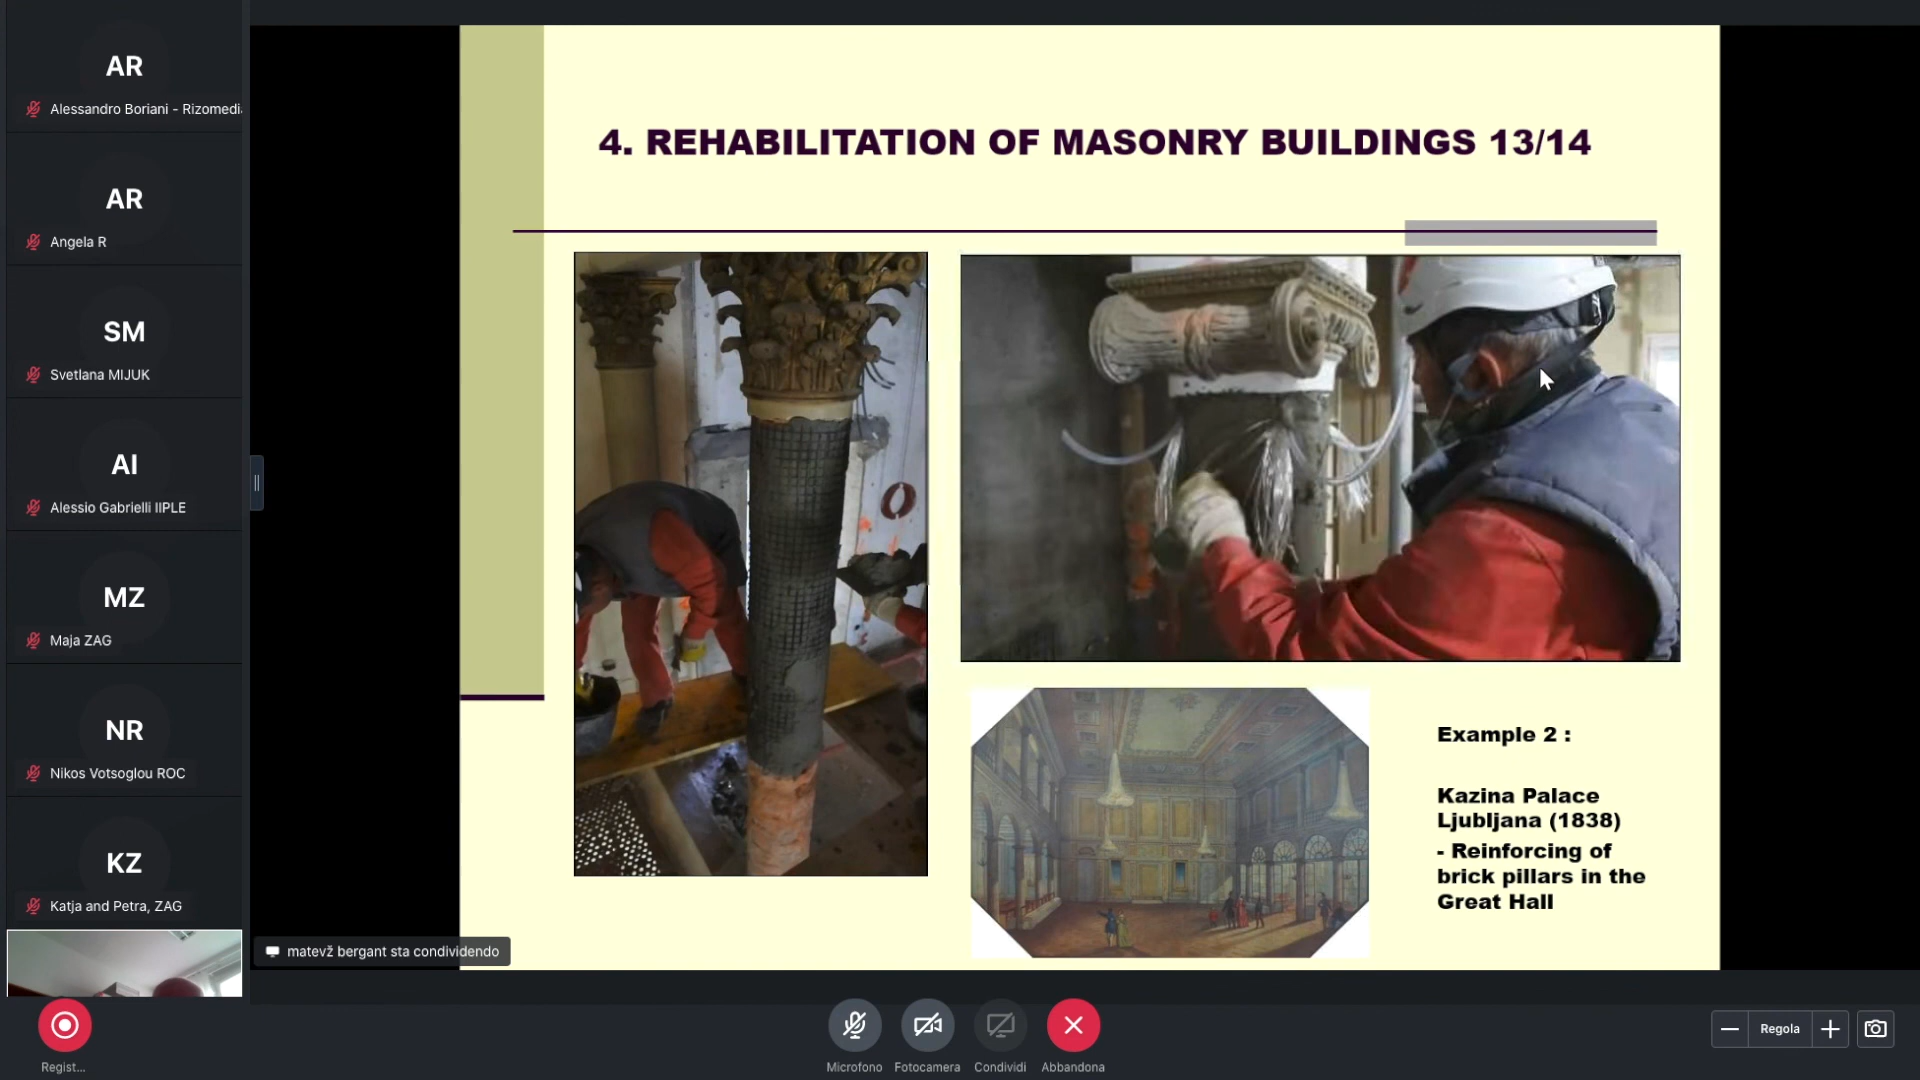 AR
Alessandro Boriani - Rizomedia
AR
Angela R
SM
Svetlana MIJUK
AI
Alessio Gabrielli IIPLE
MZ
Maja ZAG
NR
Nikos Votsoglou ROC
KZ
Katja and Petra, ZAG
4. REHABILITATION OF MASONRY BUILDINGS 13/14
Example 2 :
Kazina Palace
Ljubljana (1838)
- Reinforcing of
brick pillars in the
Great Hall
matevž bergant sta condividendo
Regist...
Microfono
Fotocamera
Condividi
Abbandona
Regola